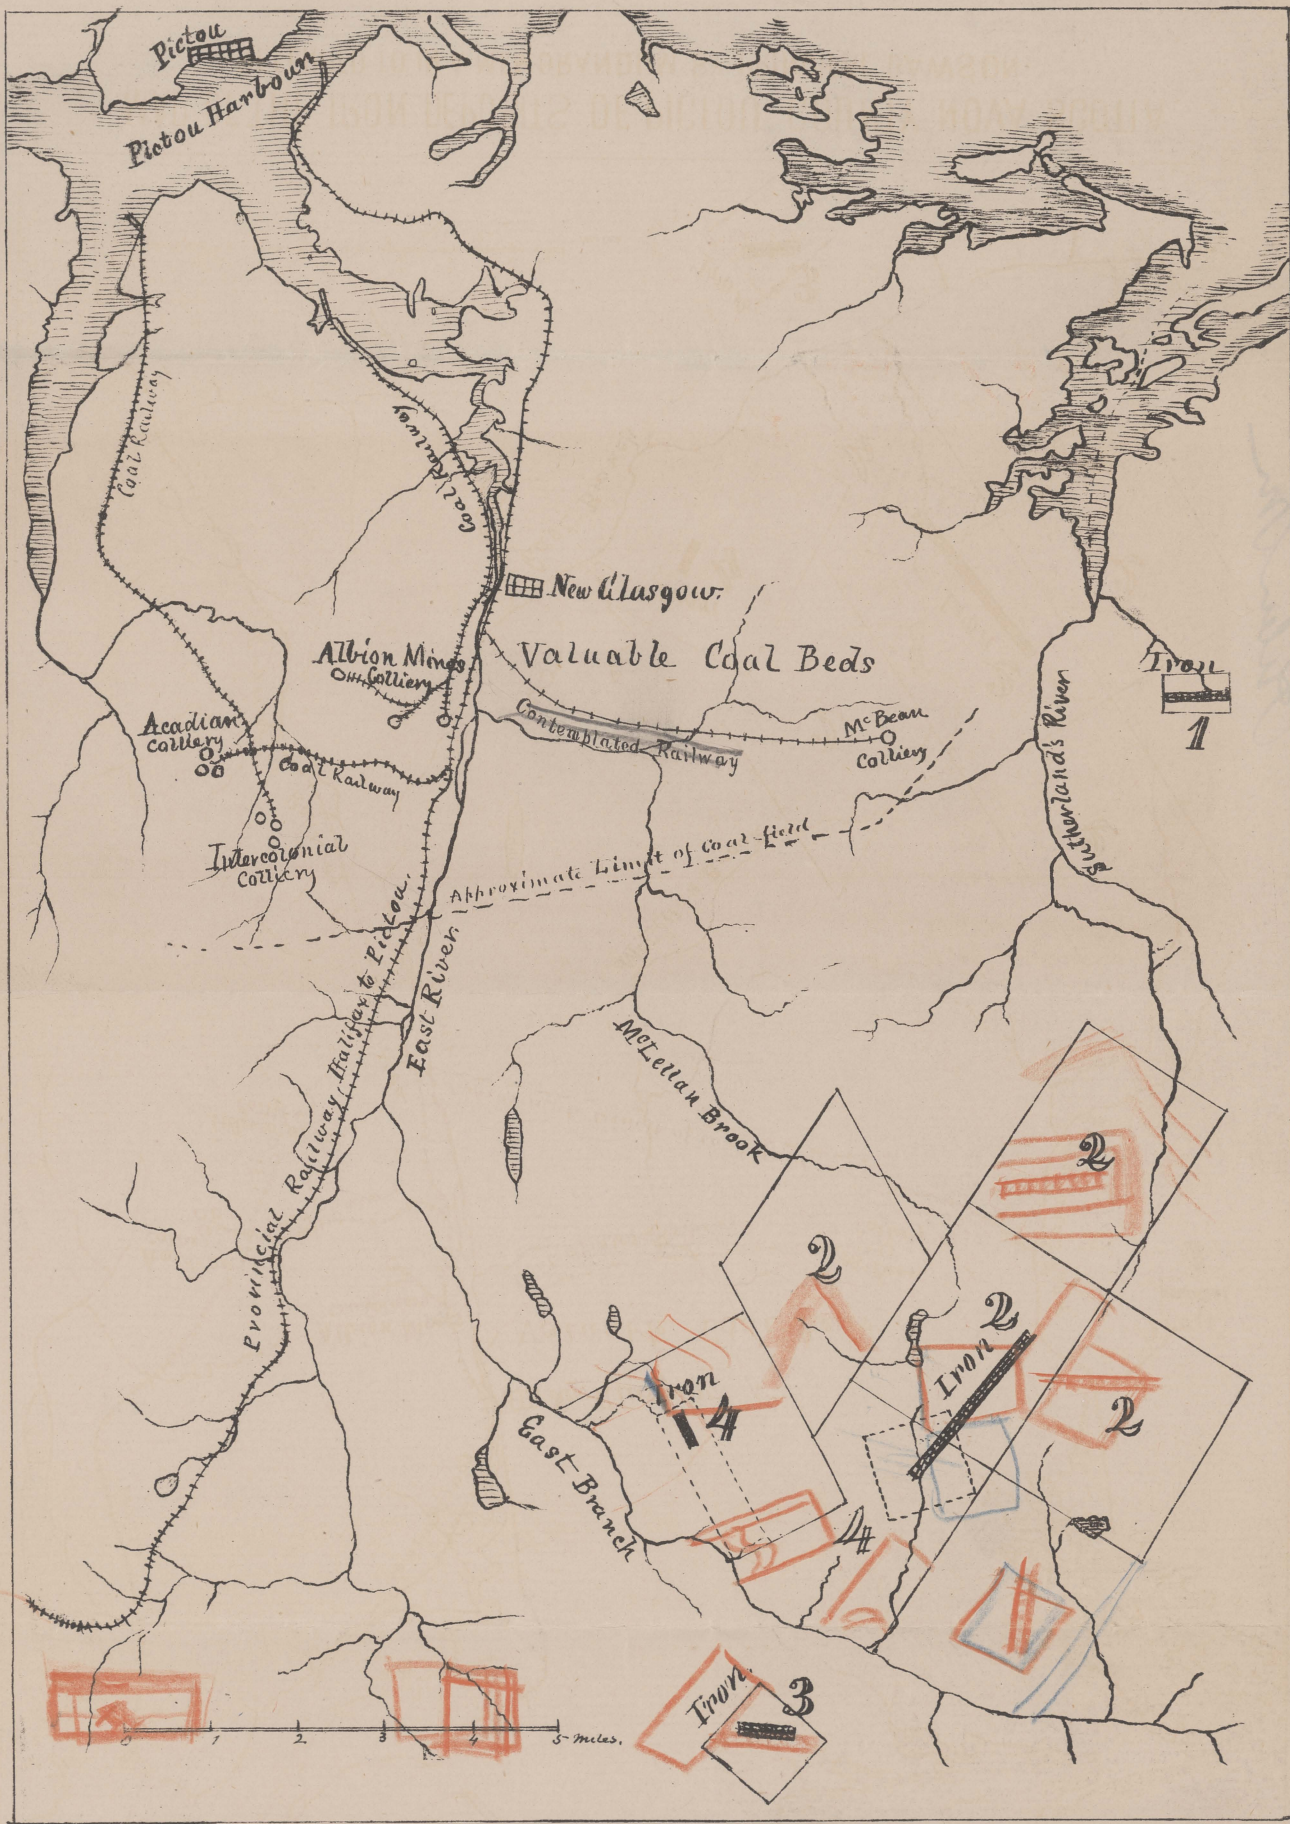 Pictou
Pictou Harbour
Coal Railway
Coal Railway
New Glasgow.
Albion Mines
Colliery
Valuable Coal Beds
Iron
1
Acadian
Colliery
Coal Railway
Contemplated Railway
McBean
Colliery
Sutherland's River
Intercolonial
Colliery
Approximate Limit of Coal-field
East River
Provincial Railway Halifax to Pictou.
McLellan Brook
2
2
2
Iron
2
Iron
4
East Branch
4
Iron
3
0 1 2 3 4 5 miles.